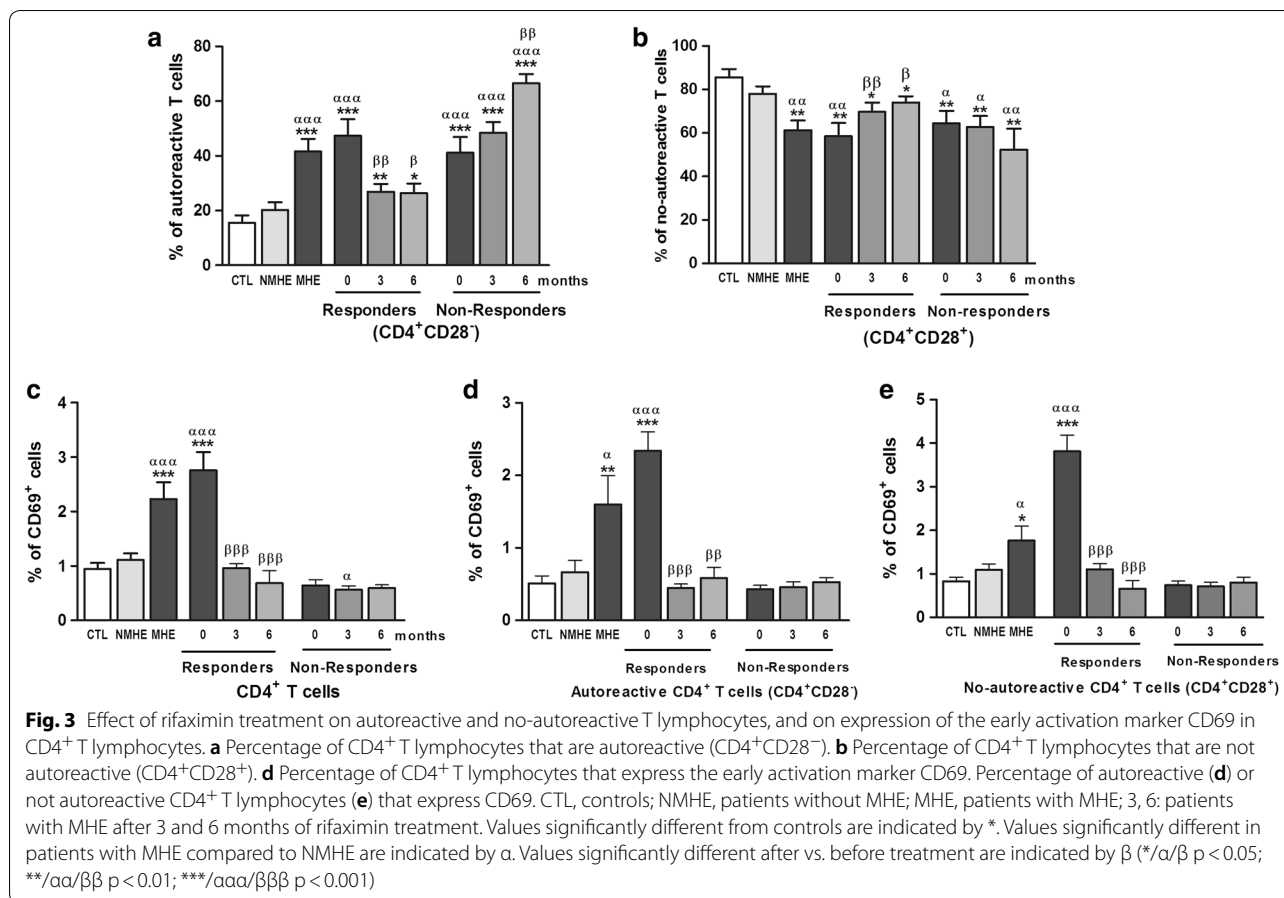 a
ββ
ααα
ααα
ααα
ααα
ααα
***
***
***
***
***
ββ
**
β
*
80
60
40
20
0
% of autoreactive T cells
CTL NMHE MHE 0 3 6 0 3 6 months
Responders Non-Responders
(CD4⁺CD28⁻)
b
αα
**
αα
**
ββ
*
β
*
α
**
α
**
αα
**
100
80
60
40
20
0
% of no-autoreactive T cells
CTL NMHE MHE 0 3 6 0 3 6 months
Responders Non-responders
(CD4⁺CD28⁺)
c
ααα
***
ααα
***
βββ
βββ
α
4
3
2
1
0
% of CD69⁺ cells
CTL NMHE MHE 0 3 6 0 3 6 months
Responders Non-Responders
CD4⁺ T cells
d
α
**
ααα
***
βββ
ββ
3
2
1
0
% of CD69⁺ cells
CTL NMHE MHE 0 3 6 0 3 6 months
Responders Non-Responders
Autoreactive CD4⁺ T cells (CD4⁺CD28⁻)
e
α
*
ααα
***
βββ
βββ
5
4
3
2
1
0
% of CD69⁺ cells
CTL NMHE MHE 0 3 6 0 3 6 months
Responders Non-Responders
No-autoreactive CD4⁺ T cells (CD4⁺CD28⁺)
Fig. 3 Effect of rifaximin treatment on autoreactive and no-autoreactive T lymphocytes, and on expression of the early activation marker CD69 in
CD4⁺ T lymphocytes. a Percentage of CD4⁺ T lymphocytes that are autoreactive (CD4⁺CD28⁻). b Percentage of CD4⁺ T lymphocytes that are not
autoreactive (CD4⁺CD28⁺). d Percentage of CD4⁺ T lymphocytes that express the early activation marker CD69. Percentage of autoreactive (d) or
not autoreactive CD4⁺ T lymphocytes (e) that express CD69. CTL, controls; NMHE, patients without MHE; MHE, patients with MHE; 3, 6: patients
with MHE after 3 and 6 months of rifaximin treatment. Values significantly different from controls are indicated by *. Values significantly different in
patients with MHE compared to NMHE are indicated by α. Values significantly different after vs. before treatment are indicated by β (*/α/β p < 0.05;
**/αα/ββ p < 0.01; ***/ααα/βββ p < 0.001)